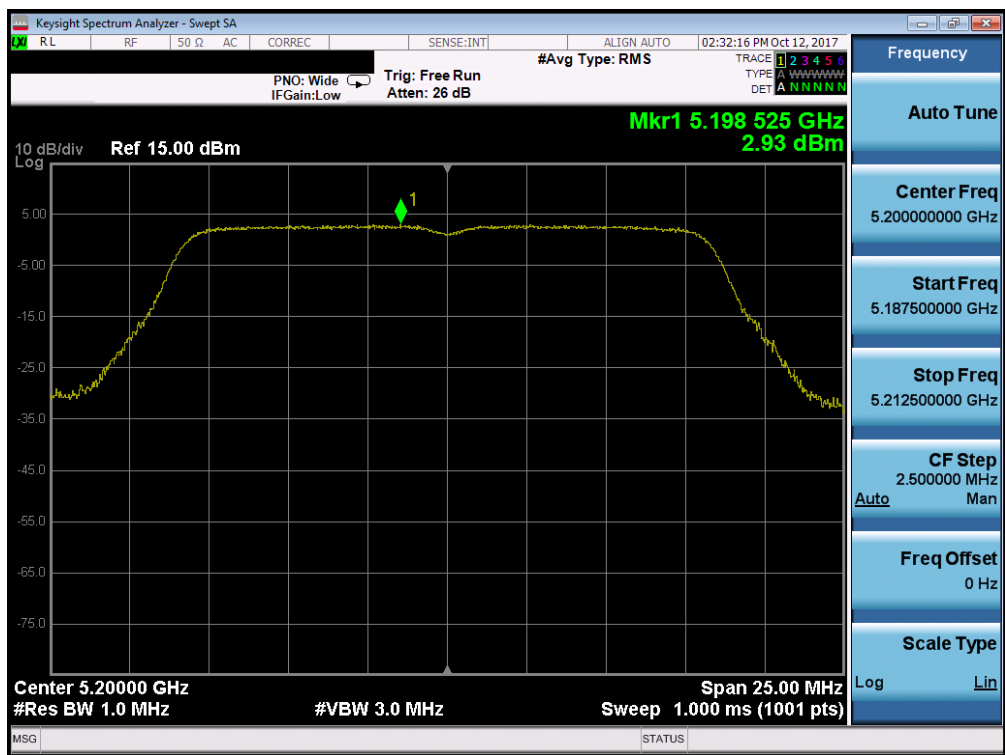 Keysight Spectrum Analyzer - Swept SA
LXI RL RF 50 Ω AC CORREC SENSE:INT ALIGN AUTO 02:32:16 PM Oct 12, 2017
#Avg Type: RMS
TRACE 1 2 3 4 5 6
PNO: Wide Trig: Free Run
TYPE A WWWWW
IFGain:Low Atten: 26 dB
DET A N N N N N
Mkr1 5.198 525 GHz
2.93 dBm
10 dB/div Ref 15.00 dBm
Log
1
5.00
-5.00
-15.0
-25.0
-35.0
-45.0
-55.0
-65.0
-75.0
Center 5.20000 GHz Span 25.00 MHz
#Res BW 1.0 MHz #VBW 3.0 MHz Sweep 1.000 ms (1001 pts)
MSG STATUS
Frequency
Auto Tune
Center Freq
5.200000000 GHz
Start Freq
5.187500000 GHz
Stop Freq
5.212500000 GHz
CF Step
2.500000 MHz
Auto Man
Freq Offset
0 Hz
Scale Type
Log Lin